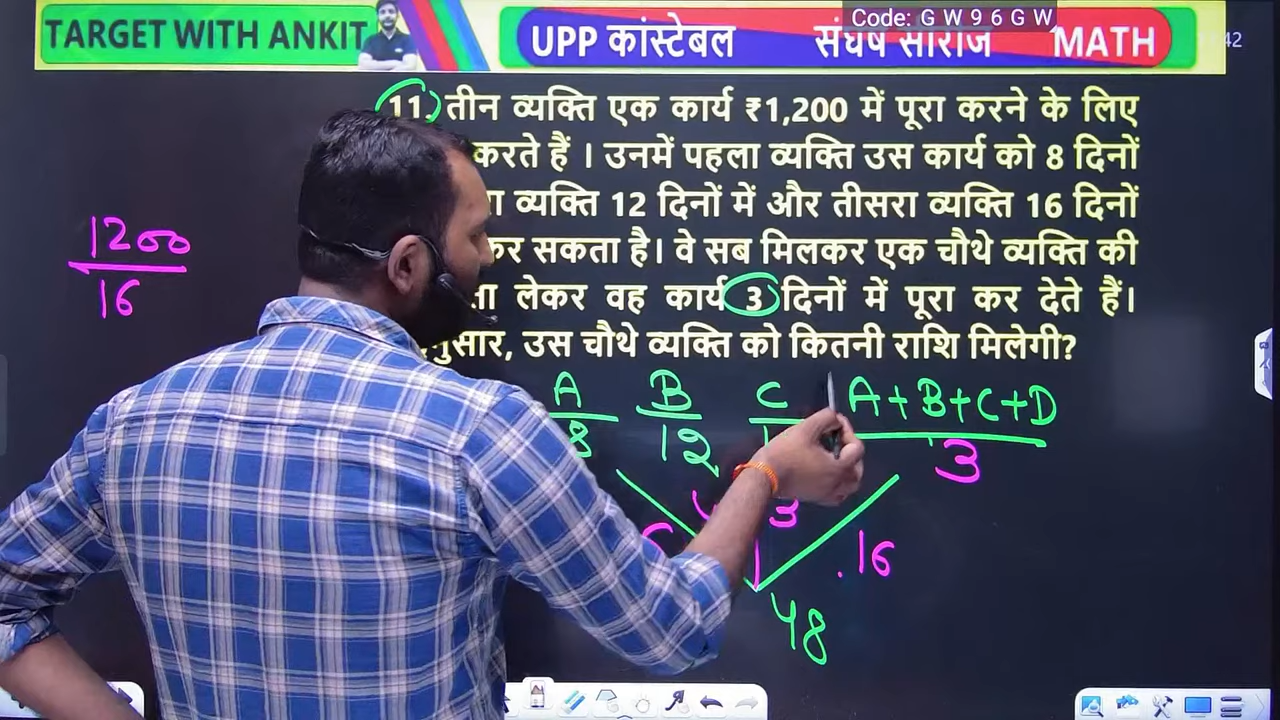 TARGET WITH ANKIT
UPP कांस्टेबल संघर्ष सीरीज MATH
Code: G W 9 6 G W
42
11. तीन व्यक्ति एक कार्य ₹1,200 में पूरा करने के लिए
करते हैं । उनमें पहला व्यक्ति उस कार्य को 8 दिनों
व्यक्ति 12 दिनों में और तीसरा व्यक्ति 16 दिनों
कर सकता है। वे सब मिलकर एक चौथे व्यक्ति की
लेकर वह कार्य 3 दिनों में पूरा कर देते हैं।
उस चौथे व्यक्ति को कितनी राशि मिलेगी?
1200
16
A B C A+B+C+D
8 12 3
3
16
48